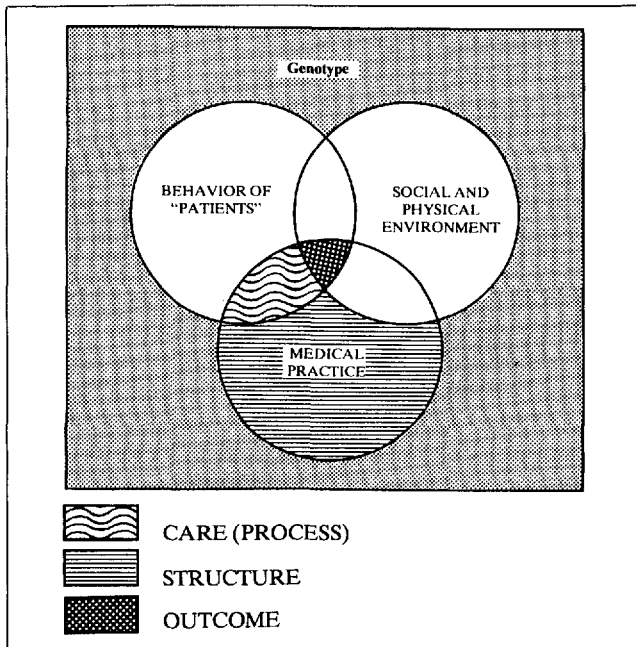 Genotype
BEHAVIOR OF
"PATIENTS"
SOCIAL AND
PHYSICAL
ENVIRONMENT
MEDICAL
PRACTICE
CARE (PROCESS)
STRUCTURE
OUTCOME